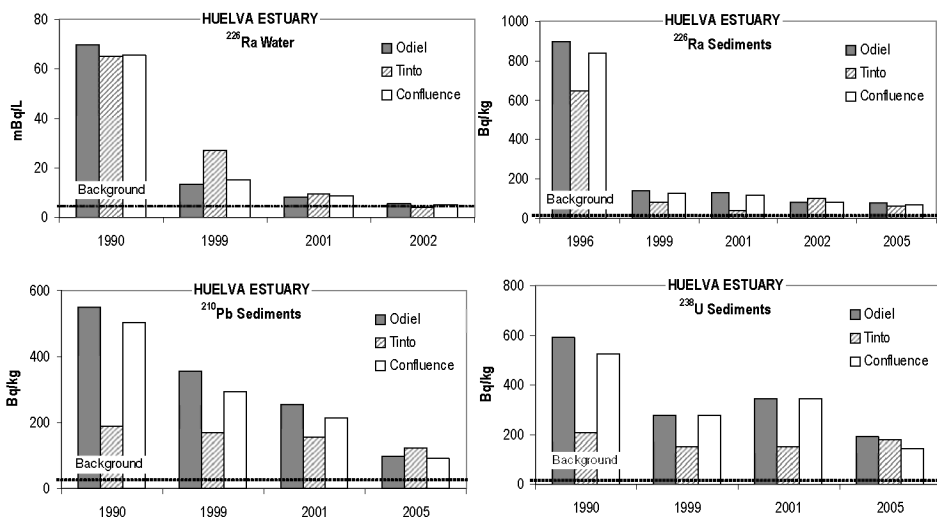 HUELVA ESTUARY
²²⁶Ra Water
mBq/L
80
60
40
20
0
Odiel
Tinto
Confluence
Background
1990 1999 2001 2002
HUELVA ESTUARY
²²⁶Ra Sediments
Bq/kg
1000
800
600
400
200
0
Odiel
Tinto
Confluence
Background
1996 1999 2001 2002 2005
HUELVA ESTUARY
²¹⁰Pb Sediments
Bq/kg
600
400
200
0
Odiel
Tinto
Confluence
Background
1990 1999 2001 2005
HUELVA ESTUARY
²³⁸U Sediments
Bq/kg
800
600
400
200
0
Odiel
Tinto
Confluence
Background
1990 1999 2001 2005